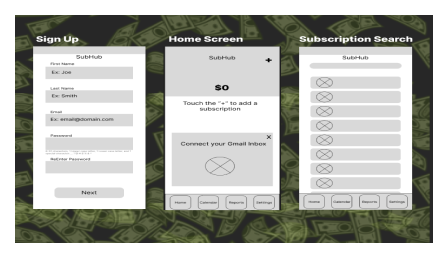 Sign Up
SubHub
First Name
Ex: Joe
Last Name
Ex: Smith
Email
Ex: email@domain.com
Password
ReEnter Password
Next
Home Screen
SubHub
+
$0
Touch the "+" to add a
subscription
X
Connect your Gmail Inbox
Home Calendar Reports Settings
Subscription Search
SubHub
Home Calendar Reports Settings